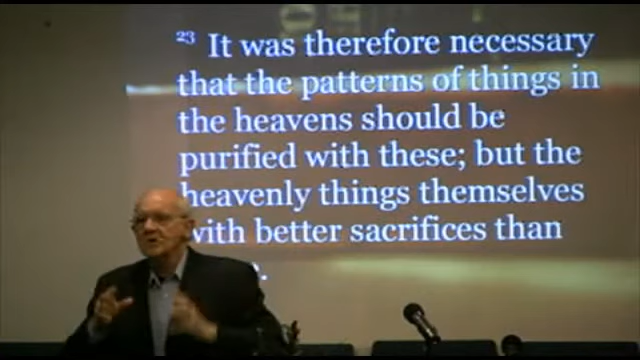 23 It was therefore necessary
that the patterns of things in
the heavens should be
purified with these; but the
heavenly things themselves
with better sacrifices than